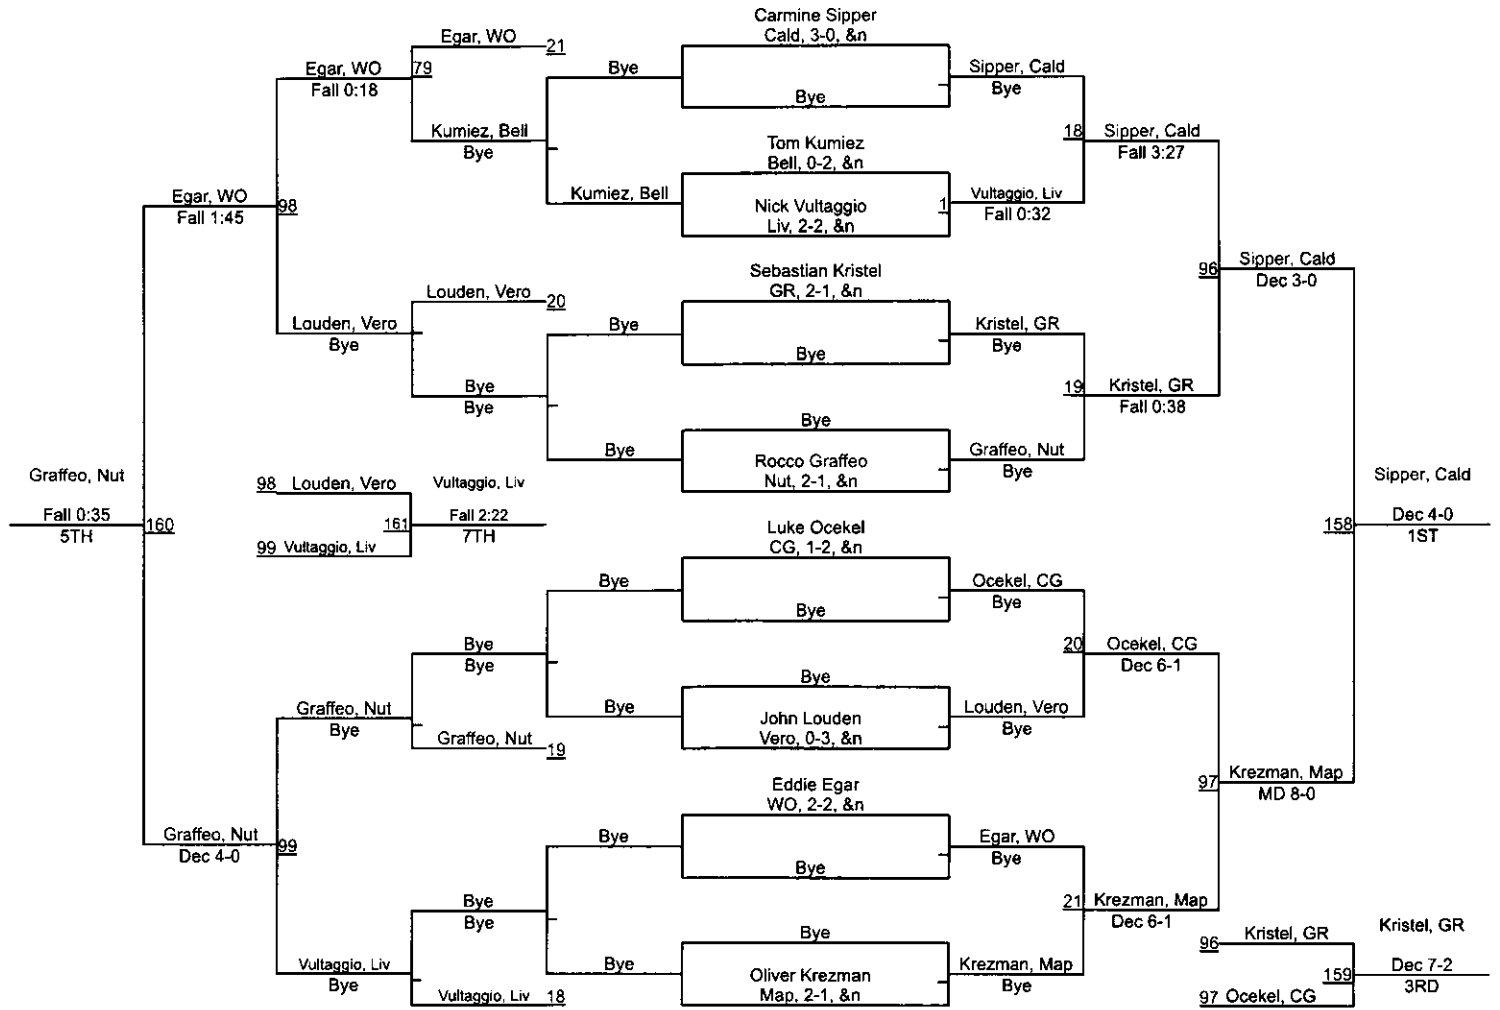 Carmine Sipper
Cald, 3-0, &n
Egar, WO
21
Egar, WO
79
Fall 0:18
Bye
Bye
Sipper, Cald
Bye
Kumiez, Bell
Bye
Tom Kumiez
Bell, 0-2, &n
18
Sipper, Cald
Fall 3:27
Egar, WO
98
Fall 1:45
Kumiez, Bell
Nick Vultaggio
Liv, 2-2, &n
1
Vultaggio, Liv
Fall 0:32
Sebastian Kristel
GR, 2-1, &n
96
Sipper, Cald
Dec 3-0
Louden, Vero
20
Louden, Vero
Bye
Bye
Bye
Kristel, GR
Bye
Bye
Bye
19
Kristel, GR
Fall 0:38
Bye
Bye
Rocco Graffeo
Nut, 2-1, &n
Graffeo, Nut
Bye
Graffeo, Nut
Fall 0:35
5TH
160
98
Louden, Vero
99
Vultaggio, Liv
161
Vultaggio, Liv
Fall 2:22
7TH
Sipper, Cald
158
Dec 4-0
1ST
Luke Ocekel
CG, 1-2, &n
Bye
Bye
Ocekel, CG
Bye
Bye
Bye
20
Ocekel, CG
Dec 6-1
Bye
Graffeo, Nut
Bye
Bye
John Louden
Vero, 0-3, &n
Louden, Vero
Bye
Graffeo, Nut
19
97
Krezman, Map
MD 8-0
Eddie Egar
WO, 2-2, &n
Graffeo, Nut
99
Dec 4-0
Bye
Bye
Egar, WO
Bye
Bye
Bye
21
Krezman, Map
Dec 6-1
Bye
Vultaggio, Liv
Bye
Bye
Oliver Krezman
Map, 2-1, &n
Krezman, Map
Bye
Vultaggio, Liv
18
96
Kristel, GR
97
Ocekel, CG
159
Kristel, GR
Dec 7-2
3RD